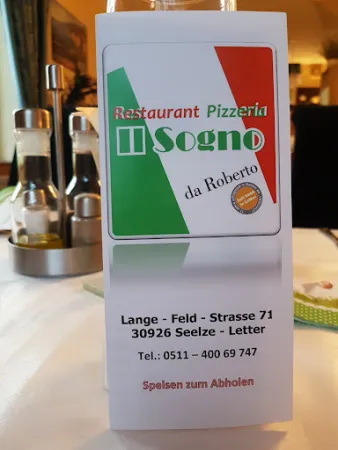 Restaurant Pizzeria
Il Sogno
da Roberto
Lange - Feld - Strasse 71
30926 Seelze - Letter
Tel.: 0511 – 400 69 747
Speisen zum Abholen